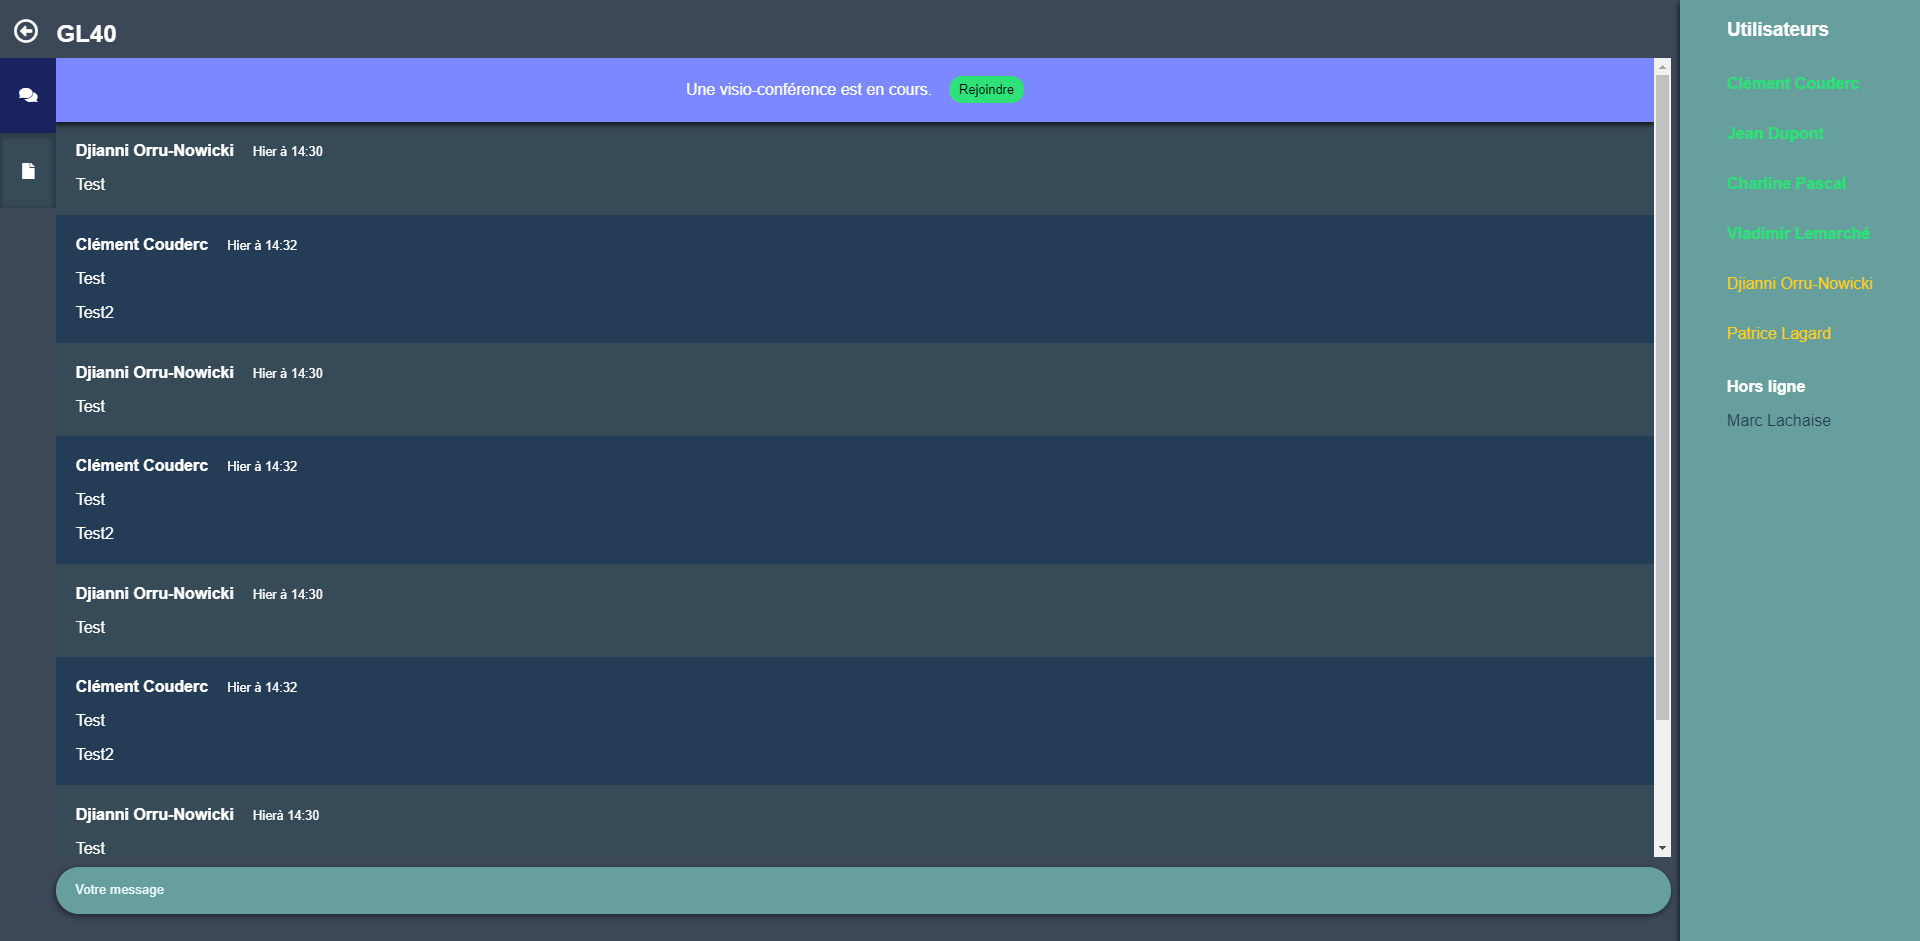 GL40
Une visio-conférence est en cours. Rejoindre
Djianni Orru-Nowicki Hier à 14:30
Test
Clément Couderc Hier à 14:32
Test
Test2
Djianni Orru-Nowicki Hier à 14:30
Test
Clément Couderc Hier à 14:32
Test
Test2
Djianni Orru-Nowicki Hier à 14:30
Test
Clément Couderc Hier à 14:32
Test
Test2
Djianni Orru-Nowicki Hierà 14:30
Test
Votre message
Utilisateurs
Clément Couderc
Jean Dupont
Charline Pascal
Vladimir Lemarché
Djianni Orru-Nowicki
Patrice Lagard
Hors ligne
Marc Lachaise